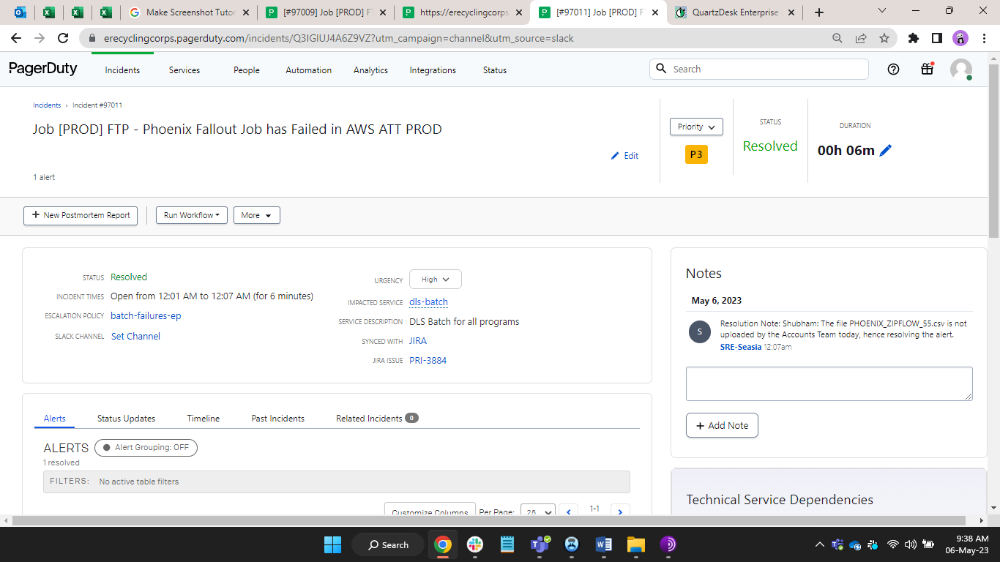 Make Screenshot Tutor
[#97009] Job [PROD] FT
https://erecyclingcorps
[#97011] Job [PROD] FT
QuartzDesk Enterprise
erecyclingcorps.pagerduty.com/incidents/Q3IGIUJ4A6Z9VZ?utm_campaign=channel&utm_source=slack
PagerDuty
Incidents
Services
People
Automation
Analytics
Integrations
Status
Search
Incidents › Incident #97011
Job [PROD] FTP - Phoenix Fallout Job has Failed in AWS ATT PROD
Edit
1 alert
Priority
P3
STATUS
Resolved
DURATION
00h 06m
+ New Postmortem Report
Run Workflow
More
STATUS Resolved
INCIDENT TIMES Open from 12:01 AM to 12:07 AM (for 6 minutes)
ESCALATION POLICY batch-failures-ep
SLACK CHANNEL Set Channel
URGENCY High
IMPACTED SERVICE dls-batch
SERVICE DESCRIPTION DLS Batch for all programs
SYNCED WITH JIRA
JIRA ISSUE PRI-3884
Notes
May 6, 2023
S
Resolution Note: Shubham: The file PHOENIX_ZIPFLOW_55.csv is not
uploaded by the Accounts Team today, hence resolving the alert.
SRE-Seasia 12:07am
+ Add Note
Alerts
Status Updates
Timeline
Past Incidents
Related Incidents 0
ALERTS
Alert Grouping: OFF
1 resolved
FILTERS: No active table filters
Customize Columns
Per Page: 25
1-1
Technical Service Dependencies
Search
9:38 AM
06-May-23